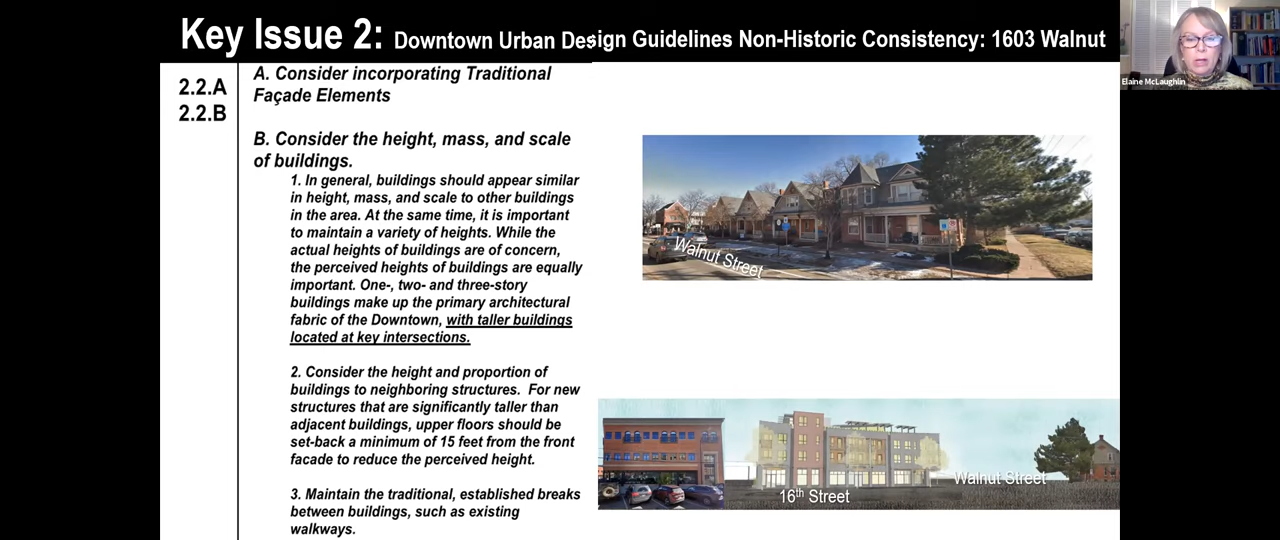 Key Issue 2: Downtown Urban Design Guidelines Non-Historic Consistency: 1603 Walnut
Elaine McLaughlin
2.2.A
2.2.B
A. Consider incorporating Traditional
Façade Elements
B. Consider the height, mass, and scale
of buildings.
1. In general, buildings should appear similar
in height, mass, and scale to other buildings
in the area. At the same time, it is important
to maintain a variety of heights. While the
actual heights of buildings are of concern,
the perceived heights of buildings are equally
important. One-, two- and three-story
buildings make up the primary architectural
fabric of the Downtown, with taller buildings
located at key intersections.
2. Consider the height and proportion of
buildings to neighboring structures. For new
structures that are significantly taller than
adjacent buildings, upper floors should be
set-back a minimum of 15 feet from the front
facade to reduce the perceived height.
3. Maintain the traditional, established breaks
between buildings, such as existing
walkways.
Walnut Street
16th Street
Walnut Street